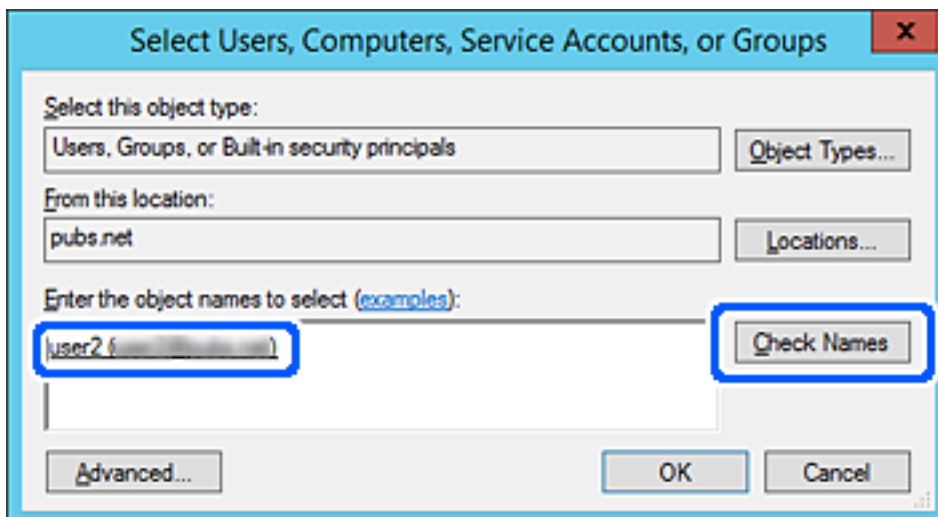 Select Users, Computers, Service Accounts, or Groups
x
Select this object type:
Users, Groups, or Built-in security principals
Object Types...
From this location:
pubs.net
Locations...
Enter the object names to select (examples):
user2 ( )
Check Names
Advanced...
OK
Cancel